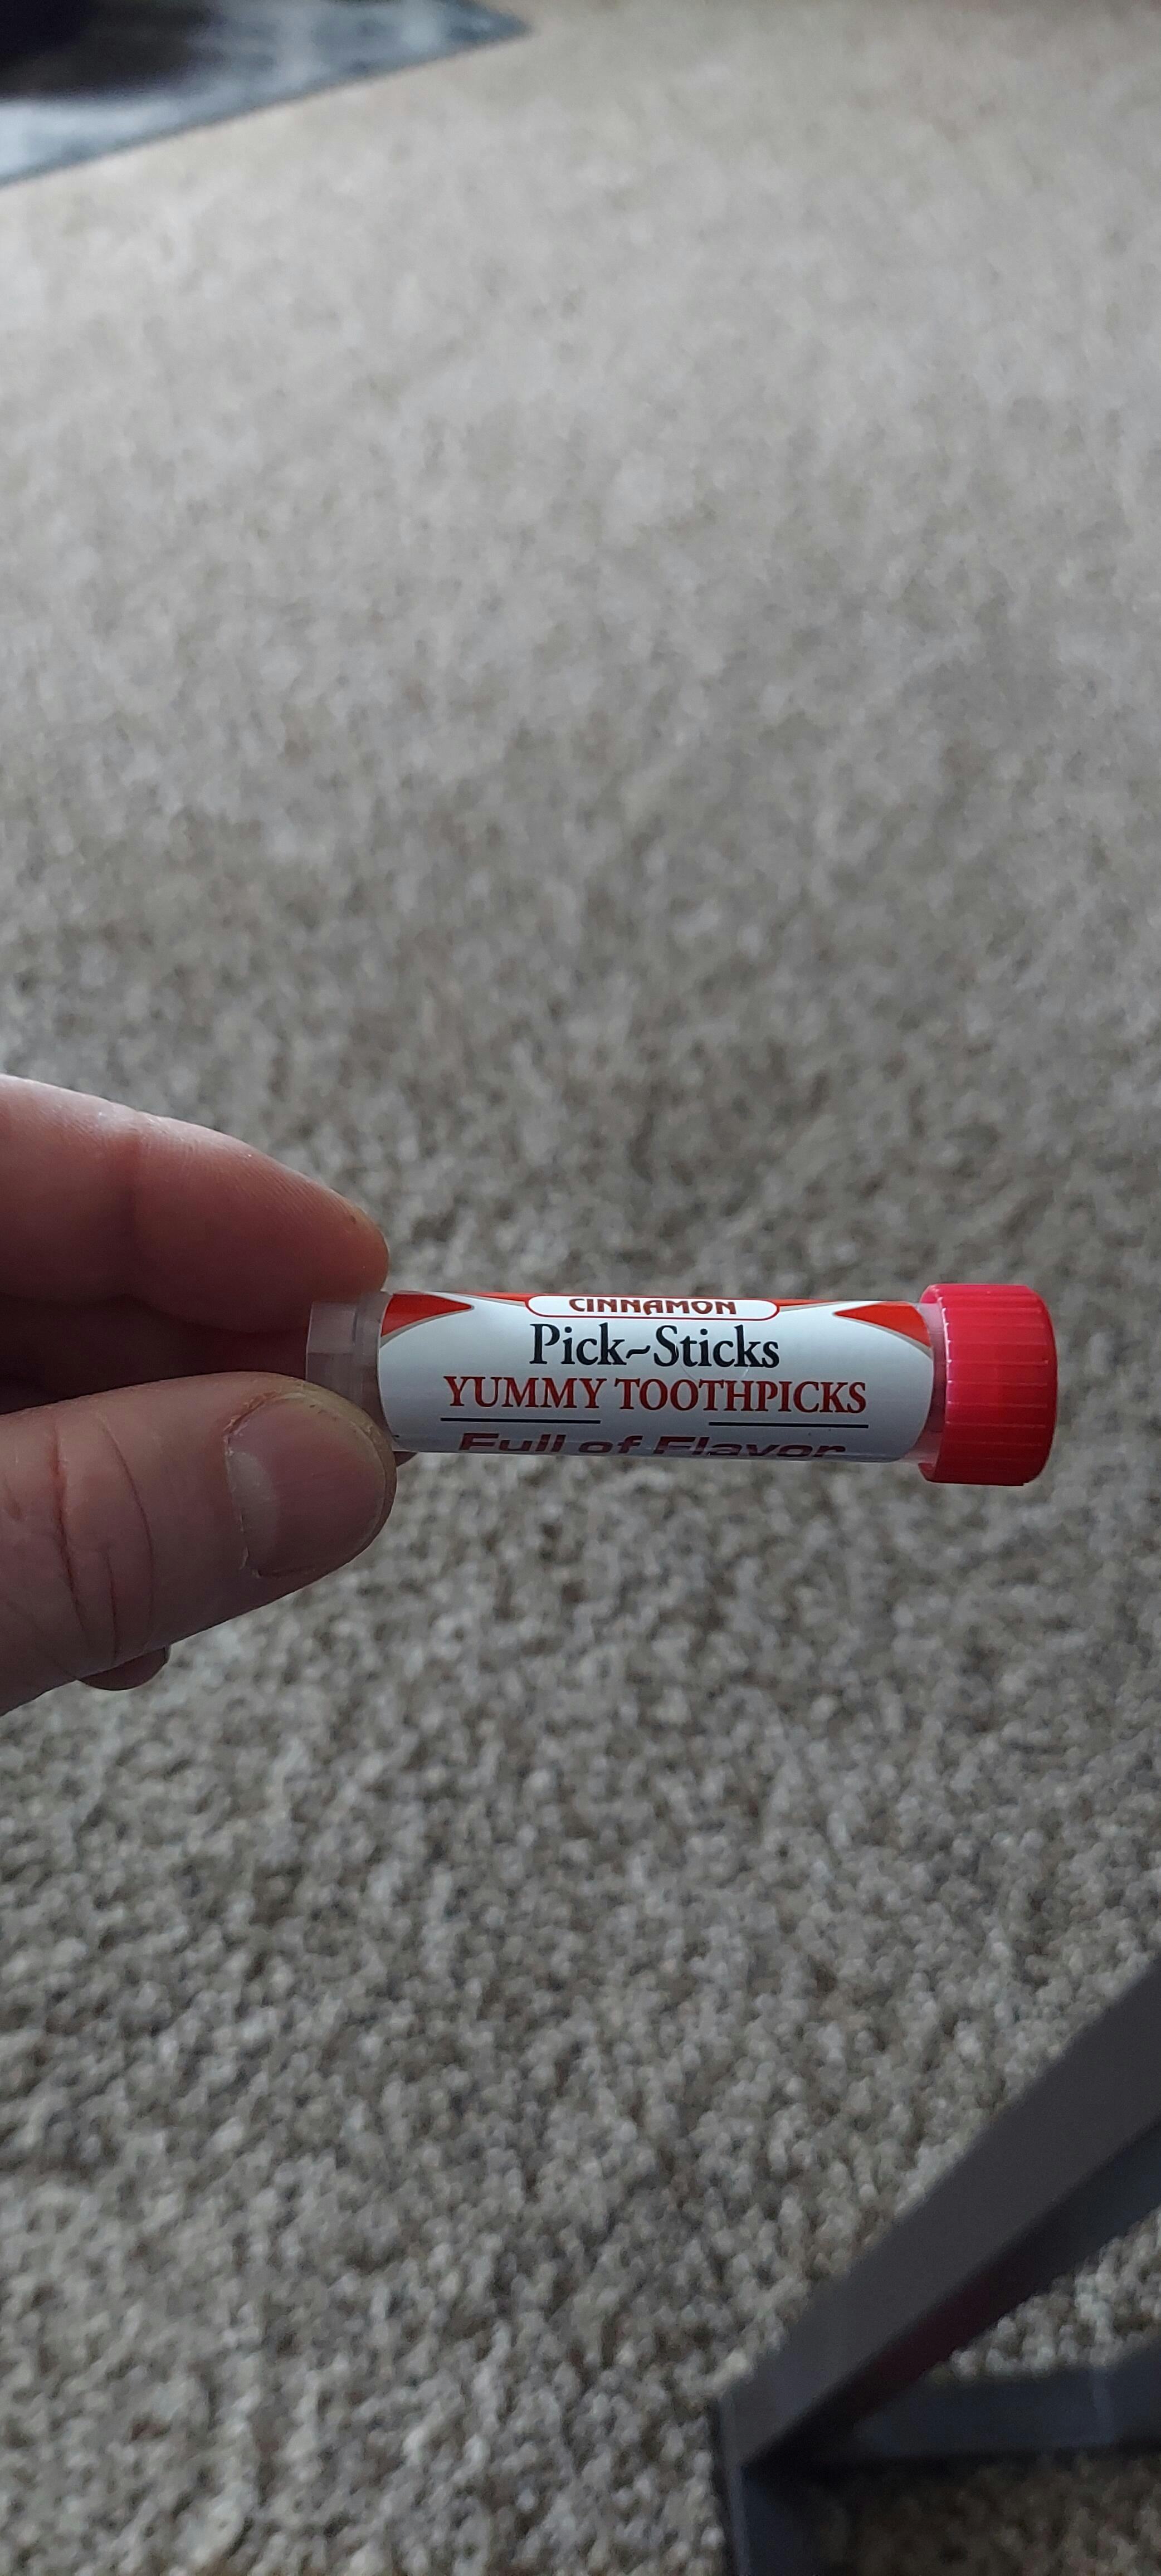 CINNAMON
Pick~Sticks
YUMMY TOOTHPICKS
Full of Flavor